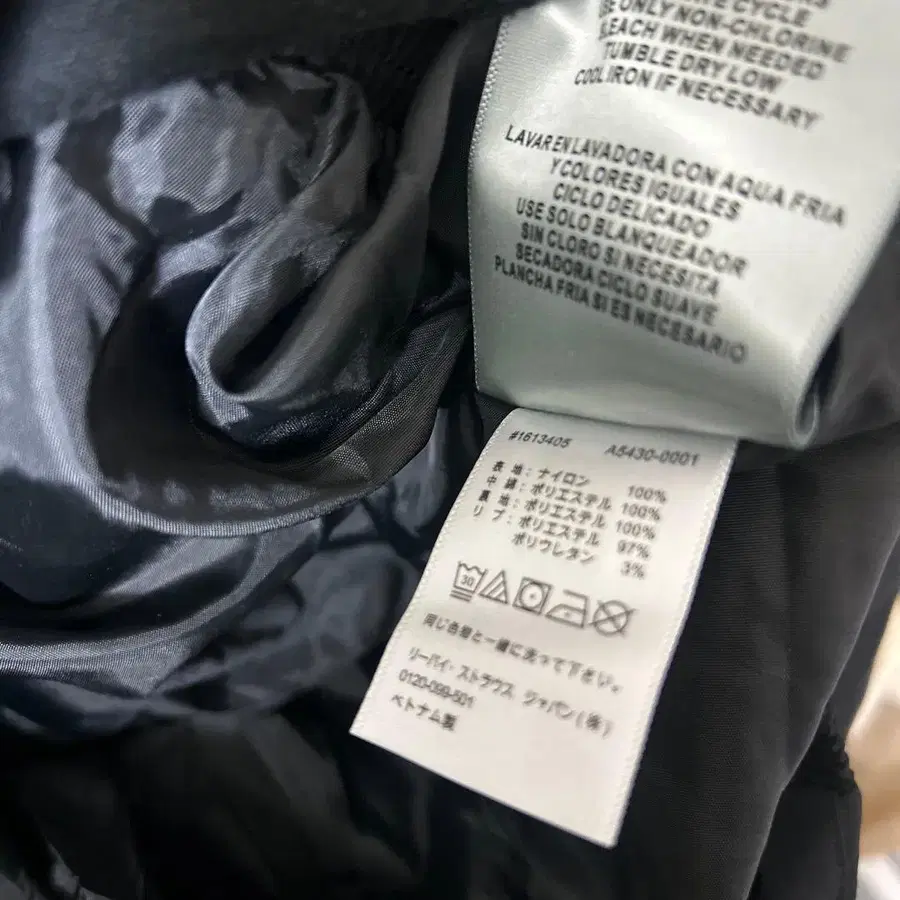 CYCLE
USE ONLY NON-CHLORINE
BLEACH WHEN NEEDED
TUMBLE DRY LOW
COOL IRON IF NECESSARY
LAVAR EN LAVADORA CON AQUA FRIA
Y COLORES IGUALES
CICLO DELICADO
USE SOLO BLANQUEADOR
SIN CLORO SI NECESITA
SECADORA CICLO SUAVE
PLANCHA FRIA SI ES NECESARIO
#1613405 A5430-0001
表地:ナイロン 100%
中綿:ポリエステル 100%
裏地:ポリエステル 100%
リブ:ポリエステル 97%
ポリウレタン 3%
30
同じ色類と一緒に洗って下さい。
リーバイ・ストラウス ジャパン(株)
0120-099-501
ベトナム製